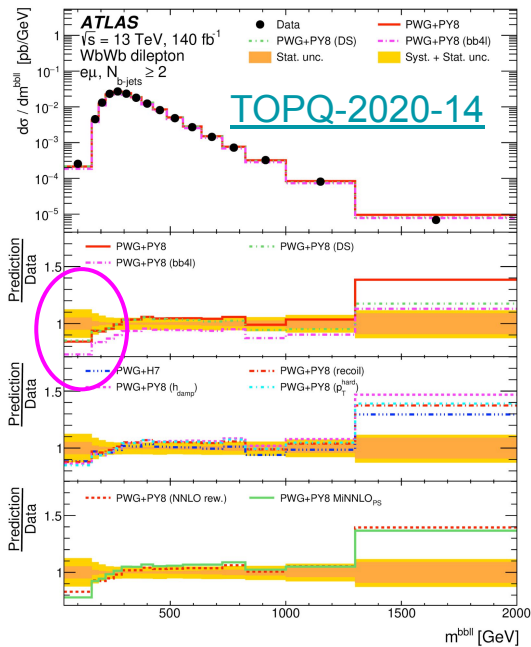 ATLAS
√s = 13 TeV, 140 fb⁻¹
WbWb dilepton
eμ, N_b-jets ≥ 2
Data
PWG+PY8
PWG+PY8 (DS)
PWG+PY8 (bb4l)
Stat. unc.
Syst. + Stat. unc.
TOPQ-2020-14
dσ / dm^bbll [pb/GeV]
1
10⁻¹
10⁻²
10⁻³
10⁻⁴
10⁻⁵
PWG+PY8
PWG+PY8 (DS)
PWG+PY8 (bb4l)
Prediction
Data
1.5
1
PWG+H7
PWG+PY8 (recoil)
PWG+PY8 (h_damp)
PWG+PY8 (p_T^hard)
Prediction
Data
1.5
1
PWG+PY8 (NNLO rew.)
PWG+PY8 MiNNLO_PS
Prediction
Data
1.5
1
500
1000
1500
2000
m^bbll [GeV]